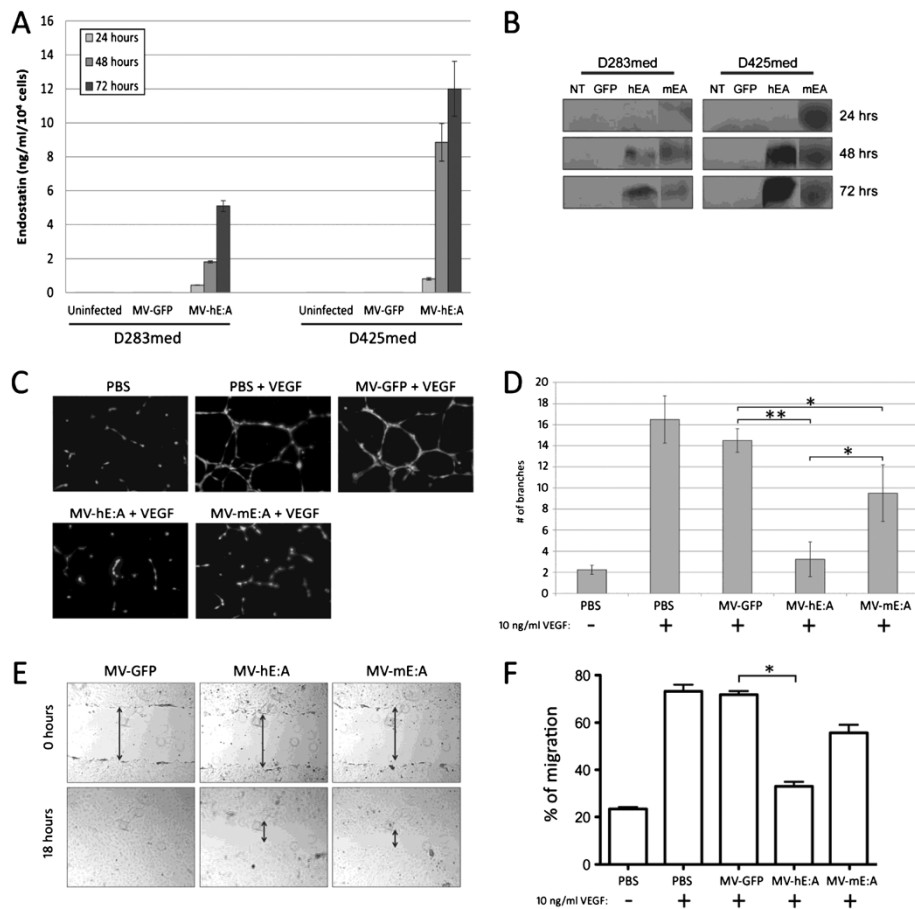 A
24 hours
48 hours
72 hours
Endostatin (ng/ml/10⁴ cells)
16
14
12
10
8
6
4
2
0
Uninfected MV-GFP MV-hE:A Uninfected MV-GFP MV-hE:A
D283med D425med
B
D283med D425med
NT GFP hEA mEA NT GFP hEA mEA
24 hrs
48 hrs
72 hrs
C
PBS PBS + VEGF MV-GFP + VEGF
MV-hE:A + VEGF MV-mE:A + VEGF
D
# of branches
20
18
16
14
12
10
8
6
4
2
0
*
**
*
PBS PBS MV-GFP MV-hE:A MV-mE:A
10 ng/ml VEGF: - + + + +
E
MV-GFP MV-hE:A MV-mE:A
0 hours
18 hours
F
% of migration
80
60
40
20
0
*
PBS PBS MV-GFP MV-hE:A MV-mE:A
10 ng/ml VEGF: - + + + +